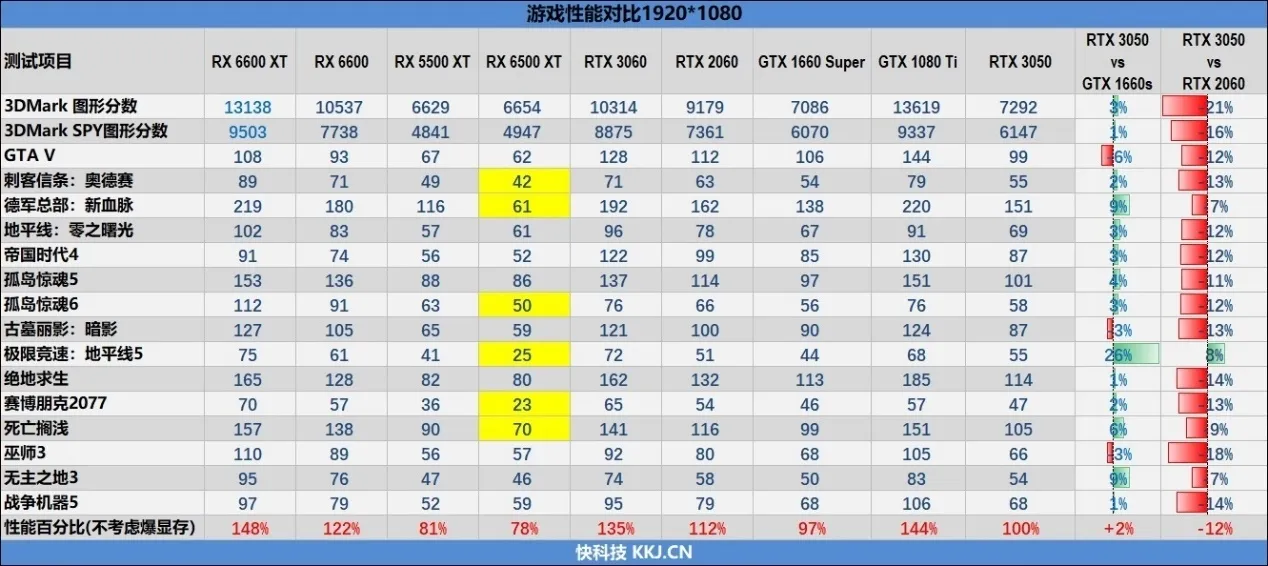 游戏性能对比1920*1080
测试项目 RX 6600 XT RX 6600 RX 5500 XT RX 6500 XT RTX 3060 RTX 2060 GTX 1660 Super GTX 1080 Ti RTX 3050 RTX 3050 vs GTX 1660s RTX 3050 vs RTX 2060
3DMark 图形分数 13138 10537 6629 6654 10314 9179 7086 13619 7292 3% -21%
3DMark SPY图形分数 9503 7738 4841 4947 8875 7361 6070 9337 6147 1% -16%
GTA V 108 93 67 62 128 112 106 144 99 -6% -12%
刺客信条：奥德赛 89 71 49 42 71 63 54 79 55 2% -13%
德军总部：新血脉 219 180 116 61 192 162 138 220 151 9% -7%
地平线：零之曙光 102 83 57 61 96 78 67 91 69 3% -12%
帝国时代4 91 74 56 52 122 99 85 130 87 3% -12%
孤岛惊魂5 153 136 88 86 137 114 97 151 101 4% -11%
孤岛惊魂6 112 91 63 50 76 66 56 76 58 3% -12%
古墓丽影：暗影 127 105 65 59 121 100 90 124 87 -3% -13%
极限竞速：地平线5 75 61 41 25 72 51 44 68 55 26% 8%
绝地求生 165 128 82 80 162 132 113 185 114 1% -14%
赛博朋克2077 70 57 36 23 65 54 46 57 47 2% -13%
死亡搁浅 157 138 90 70 141 116 99 151 105 6% -9%
巫师3 110 89 56 57 92 80 68 105 66 -3% -18%
无主之地3 95 76 47 46 74 58 50 83 54 9% -7%
战争机器5 97 79 52 59 95 79 68 106 68 1% -14%
性能百分比(不考虑爆显存) 148% 122% 81% 78% 135% 112% 97% 144% 100% +2% -12%
快科技 KKJ.CN